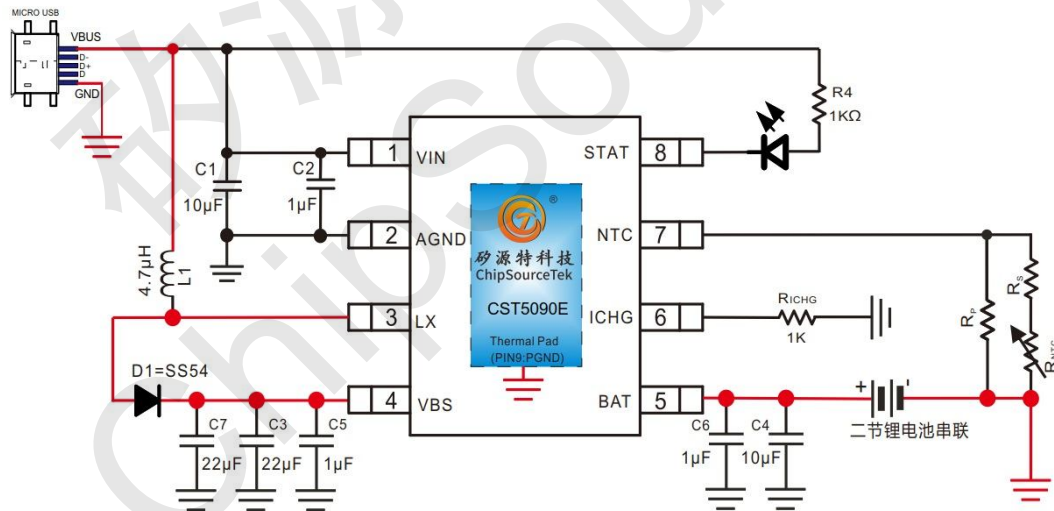 MICRO USB
VBUS
D-
D+
D
GND
R4
1KΩ
1
VIN
STAT
8
C1
10μF
C2
1μF
2
AGND
NTC
7
®
矽源特科技
ChipSourceTek
CST5090E
Thermal Pad
(PIN9:PGND)
4.7μH
L1
3
LX
ICHG
6
RICHG
1K
RP
RS
RNTC
D1=SS54
4
VBS
BAT
5
+
-
二节锂电池串联
C7
22μF
C3
22μF
C5
1μF
C6
1μF
C4
10μF